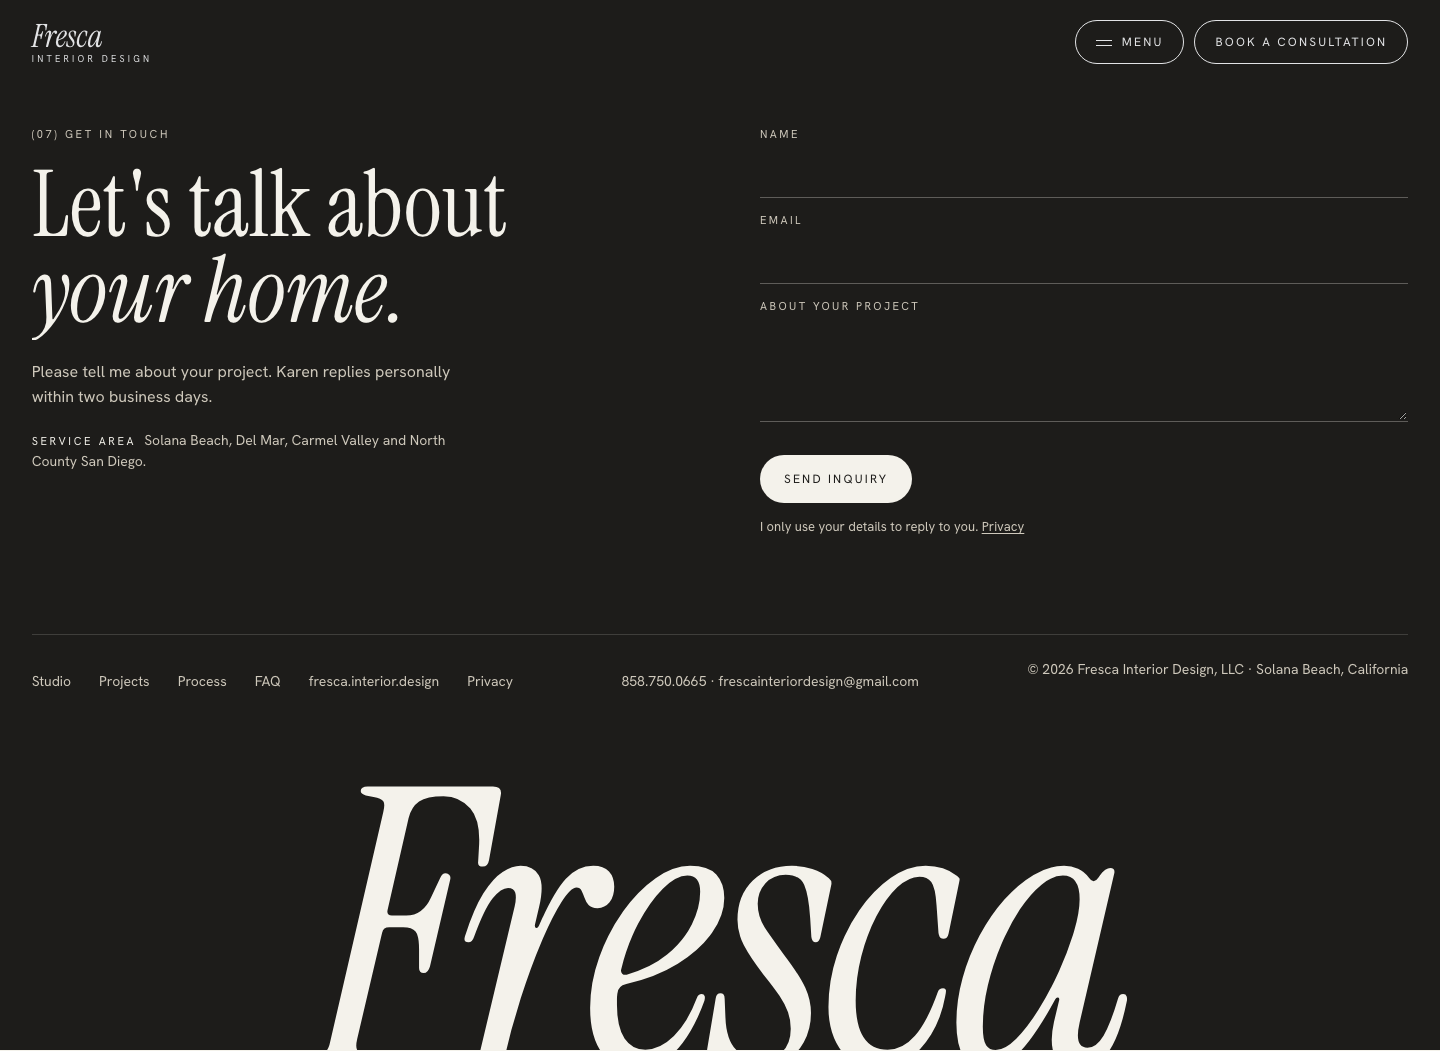 Fresca
INTERIOR DESIGN
MENU
BOOK A CONSULTATION
(07) GET IN TOUCH
Let's talk about
your home.
Please tell me about your project. Karen replies personally
within two business days.
SERVICE AREA Solana Beach, Del Mar, Carmel Valley and North
County San Diego.
NAME
EMAIL
ABOUT YOUR PROJECT
SEND INQUIRY
I only use your details to reply to you. Privacy
Studio Projects Process FAQ fresca.interior.design Privacy
858.750.0665 · frescainteriordesign@gmail.com
© 2026 Fresca Interior Design, LLC · Solana Beach, California
Fresca